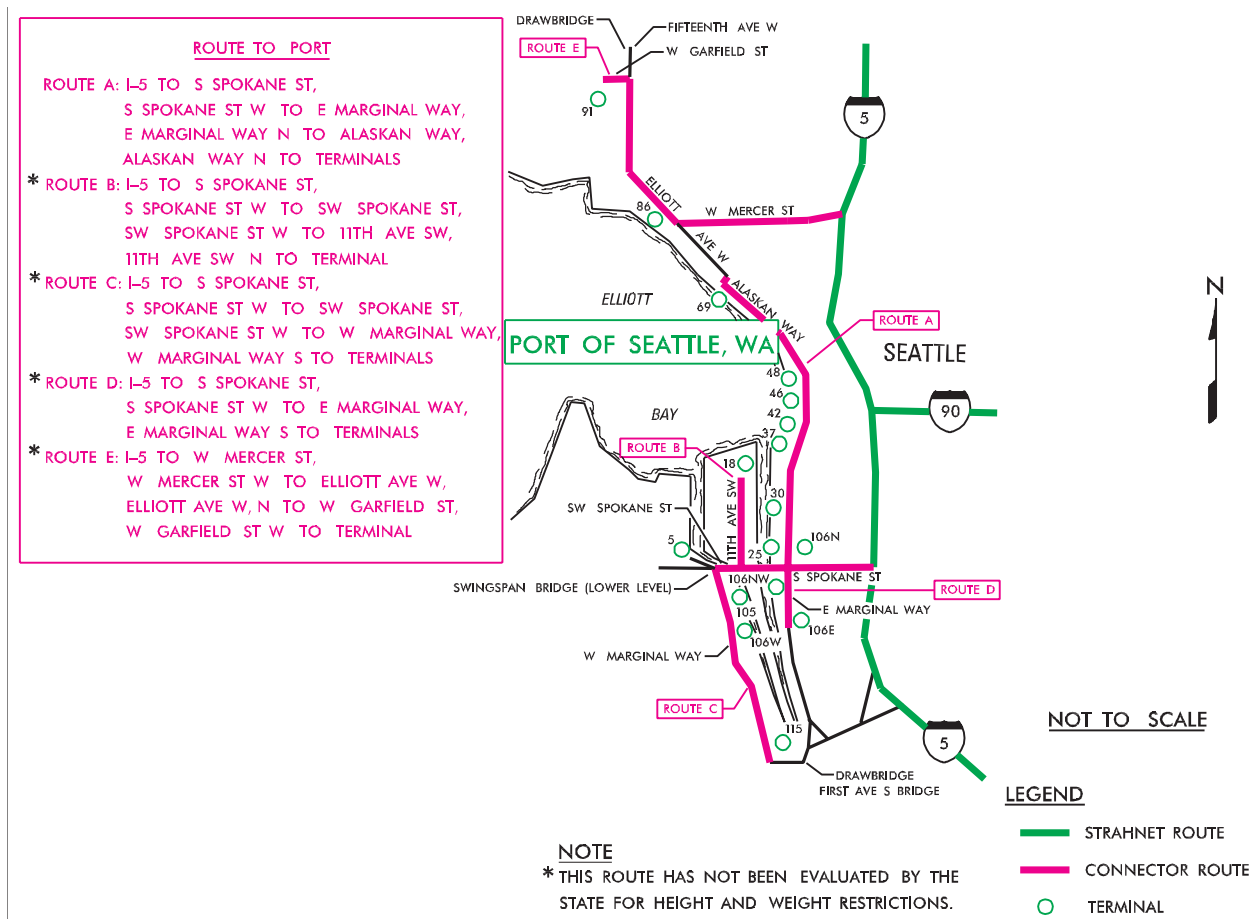 ROUTE TO PORT
ROUTE A: I-5 TO S SPOKANE ST,
S SPOKANE ST W TO E MARGINAL WAY,
E MARGINAL WAY N TO ALASKAN WAY,
ALASKAN WAY N TO TERMINALS
* ROUTE B: I-5 TO S SPOKANE ST,
S SPOKANE ST W TO SW SPOKANE ST,
SW SPOKANE ST W TO 11TH AVE SW,
11TH AVE SW N TO TERMINAL
* ROUTE C: I-5 TO S SPOKANE ST,
S SPOKANE ST W TO SW SPOKANE ST,
SW SPOKANE ST W TO W MARGINAL WAY,
W MARGINAL WAY S TO TERMINALS
* ROUTE D: I-5 TO S SPOKANE ST,
S SPOKANE ST W TO E MARGINAL WAY,
E MARGINAL WAY S TO TERMINALS
* ROUTE E: I-5 TO W MERCER ST,
W MERCER ST W TO ELLIOTT AVE W,
ELLIOTT AVE W, N TO W GARFIELD ST,
W GARFIELD ST W TO TERMINAL
DRAWBRIDGE
FIFTEENTH AVE W
ROUTE E
W GARFIELD ST
91
5
ELLIOTT
AVE W
86
W MERCER ST
ELLIOTT
69
ALASKAN WAY
ROUTE A
N
PORT OF SEATTLE, WA
SEATTLE
48
46
42
37
90
BAY
ROUTE B
18
11TH AVE SW
30
SW SPOKANE ST
5
25
106N
SWINGSPAN BRIDGE (LOWER LEVEL)
106NW
S SPOKANE ST
ROUTE D
105
E MARGINAL WAY
106E
106W
W MARGINAL WAY
ROUTE C
115
5
DRAWBRIDGE
FIRST AVE S BRIDGE
NOT TO SCALE
LEGEND
STRAHNET ROUTE
CONNECTOR ROUTE
TERMINAL
NOTE
* THIS ROUTE HAS NOT BEEN EVALUATED BY THE
STATE FOR HEIGHT AND WEIGHT RESTRICTIONS.